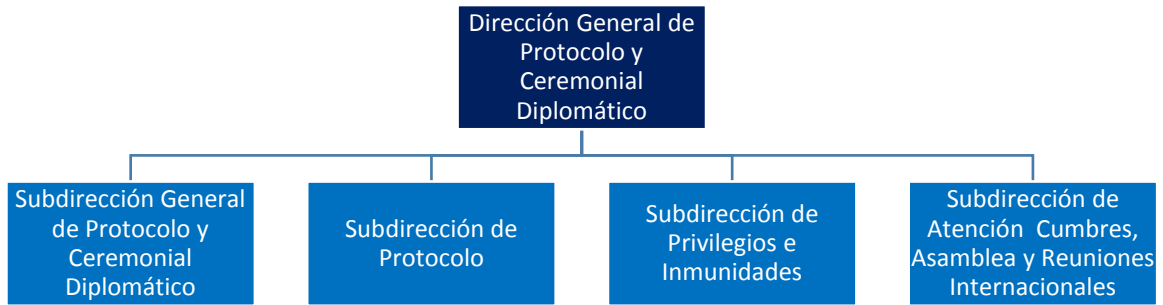 Dirección General de
Protocolo y
Ceremonial
Diplomático
Subdirección General
de Protocolo y
Ceremonial
Diplomático
Subdirección de
Protocolo
Subdirección de
Privilegios e
Inmunidades
Subdirección de
Atención Cumbres,
Asamblea y Reuniones
Internacionales